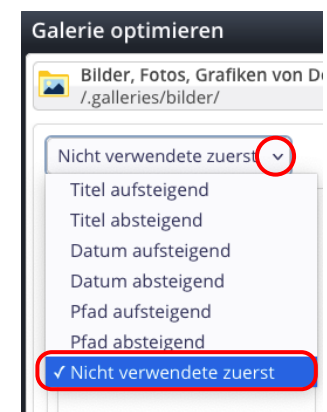 Galerie optimieren
Bilder, Fotos, Grafiken von
/.galleries/bilder/
Nicht verwendete zuerst
Titel aufsteigend
Titel absteigend
Datum aufsteigend
Datum absteigend
Pfad aufsteigend
Pfad absteigend
✓ Nicht verwendete zuerst